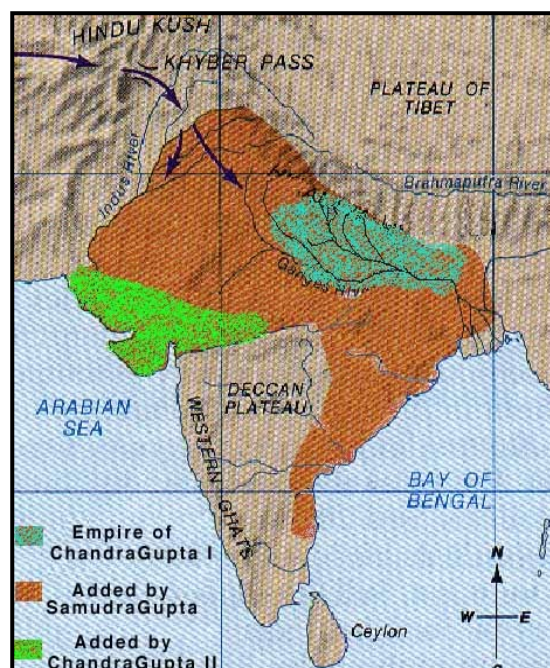 HINDU KUSH
KHYBER PASS
PLATEAU OF
TIBET
Indus River
Brahmaputra River
Ganges River
ARABIAN
SEA
DECCAN
PLATEAU
WESTERN GHATS
BAY OF
BENGAL
Empire of
ChandraGupta I
Added by
SamudraGupta
Added by
ChandraGupta II
Ceylon
N
W
E